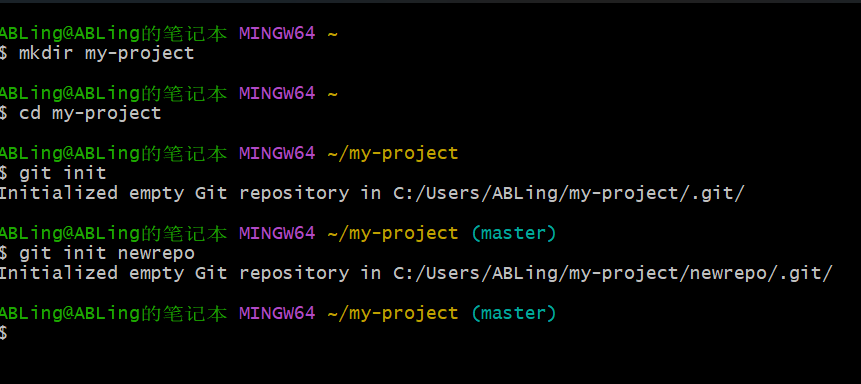 ABLing@ABLing的笔记本 MINGW64 ~
$ mkdir my-project
ABLing@ABLing的笔记本 MINGW64 ~
$ cd my-project
ABLing@ABLing的笔记本 MINGW64 ~/my-project
$ git init
Initialized empty Git repository in C:/Users/ABLing/my-project/.git/
ABLing@ABLing的笔记本 MINGW64 ~/my-project (master)
$ git init newrepo
Initialized empty Git repository in C:/Users/ABLing/my-project/newrepo/.git/
ABLing@ABLing的笔记本 MINGW64 ~/my-project (master)
$